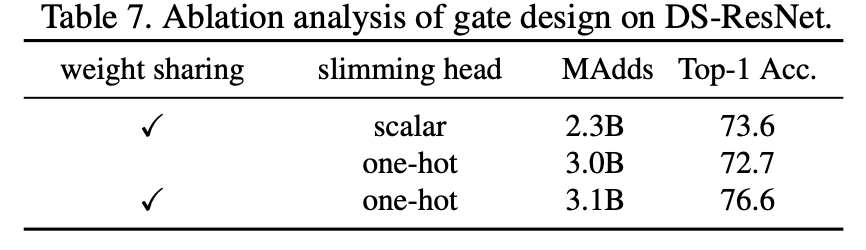 Table 7. Ablation analysis of gate design on DS-ResNet.
weight sharing slimming head MAdds Top-1 Acc.
✓ scalar 2.3B 73.6
one-hot 3.0B 72.7
✓ one-hot 3.1B 76.6